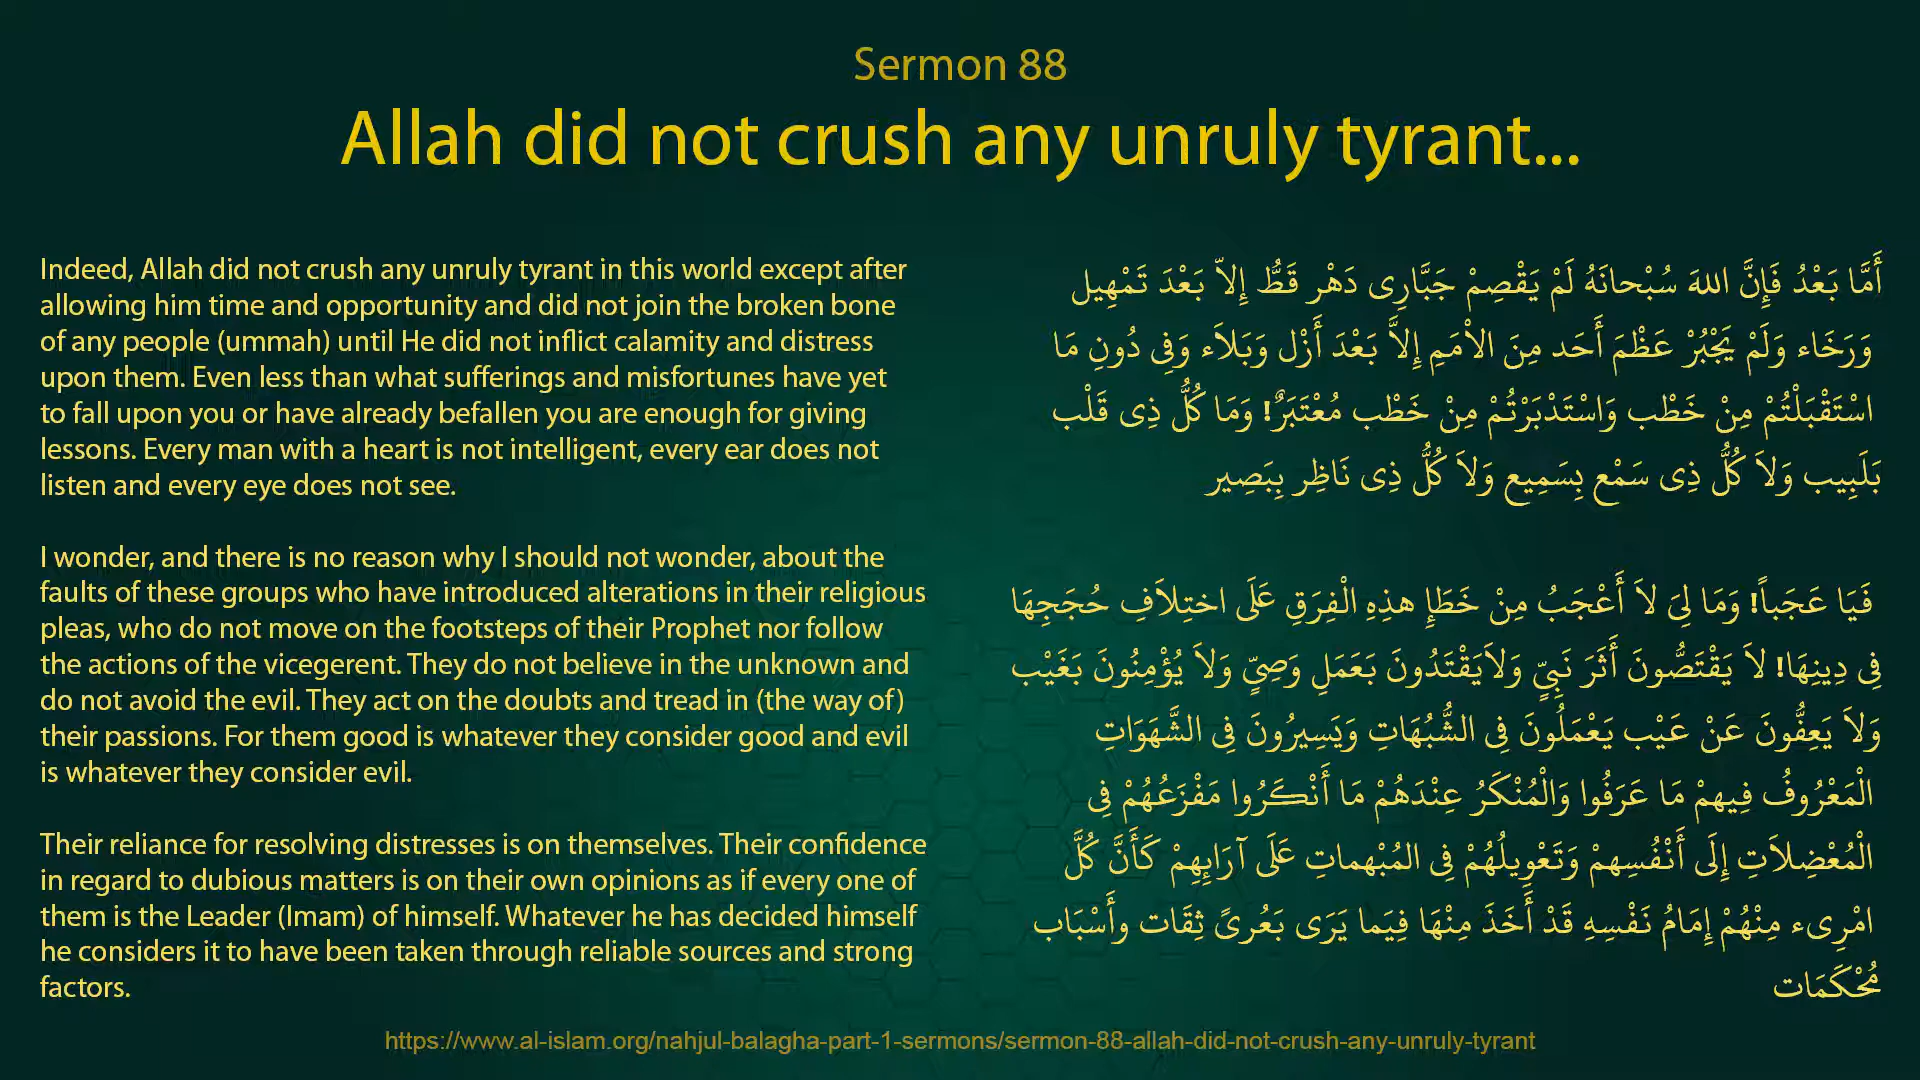 Sermon 88
Allah did not crush any unruly tyrant...
Indeed, Allah did not crush any unruly tyrant in this world except after
allowing him time and opportunity and did not join the broken bone
of any people (ummah) until He did not inflict calamity and distress
upon them. Even less than what sufferings and misfortunes have yet
to fall upon you or have already befallen you are enough for giving
lessons. Every man with a heart is not intelligent, every ear does not
listen and every eye does not see.
I wonder, and there is no reason why I should not wonder, about the
faults of these groups who have introduced alterations in their religious
pleas, who do not move on the footsteps of their Prophet nor follow
the actions of the vicegerent. They do not believe in the unknown and
do not avoid the evil. They act on the doubts and tread in (the way of)
their passions. For them good is whatever they consider good and evil
is whatever they consider evil.
Their reliance for resolving distresses is on themselves. Their confidence
in regard to dubious matters is on their own opinions as if every one of
them is the Leader (Imam) of himself. Whatever he has decided himself
he considers it to have been taken through reliable sources and strong
factors.
أَمَّا بَعْدُ فَإِنَّ اللهَ سُبْحانَهُ لَمْ يَقْصِمْ جَبَّارِى دَهْر قَطُّ إِلاّ بَعْدَ تَمْهِيل
وَرَخَاء وَلَمْ يَجْبُرْ عَظْمَ أَحَد مِنَ الاْمَمِ إِلاَّ بَعْدَ أَزْل وَبَلاَء وَفِى دُونِ مَا
اسْتَقْبَلْتُمْ مِنْ خَطْب وَاسْتَدْبَرْتُمْ مِنْ خَطْب مُعْتَبَرٌ! وَمَا كُلُّ ذِى قَلْب
بَلَبِيب وَلاَ كُلُّ ذِى سَمْع بِسَمِيع وَلاَ كُلُّ ذِى نَاظِر بِبَصِير
فَيَا عَجَباً! وَمَا لِىَ لاَ أَعْجَبُ مِنْ خَطَإِ هذِهِ الْفِرَقِ عَلَى اختِلاَفِ حُجَجِهَا
فِى دِينِهَا! لاَ يَقْتَصُّونَ أَثَرَ نَبِيٍّ وَلاَيَقْتَدُونَ بَعَمَلِ وَصِيٍّ وَلاَ يُؤْمِنُونَ بَغَيْب
وَلاَ يَعِفُّونَ عَنْ عَيْب يَعْمَلُونَ فِى الشُّبُهَاتِ وَيَسِيرُونَ فِى الشَّهَوَاتِ
الْمَعْرُوفُ فِيهِمْ مَا عَرَفُوا وَالْمُنْكَرُ عِنْدَهُمْ مَا أَنْكَرُوا مَفْزَعُهُمْ فِى
الْمُعْضِلاَتِ إِلَى أَنْفُسِهمْ وَتَعْوِيلُهُمْ فِى المُبْهماتِ عَلَى آرَايِهِمْ كَأَنَّ كُلَّ
امْرِىء مِنْهُمْ إِمَامُ نَفْسِهِ قَدْ أَخَذَ مِنْهَا فِيَما يَرَى بَعُرىً ثِقَات وأَسْبَاب
مُحْكَمَات
https://www.al-islam.org/nahjul-balagha-part-1-sermons/sermon-88-allah-did-not-crush-any-unruly-tyrant